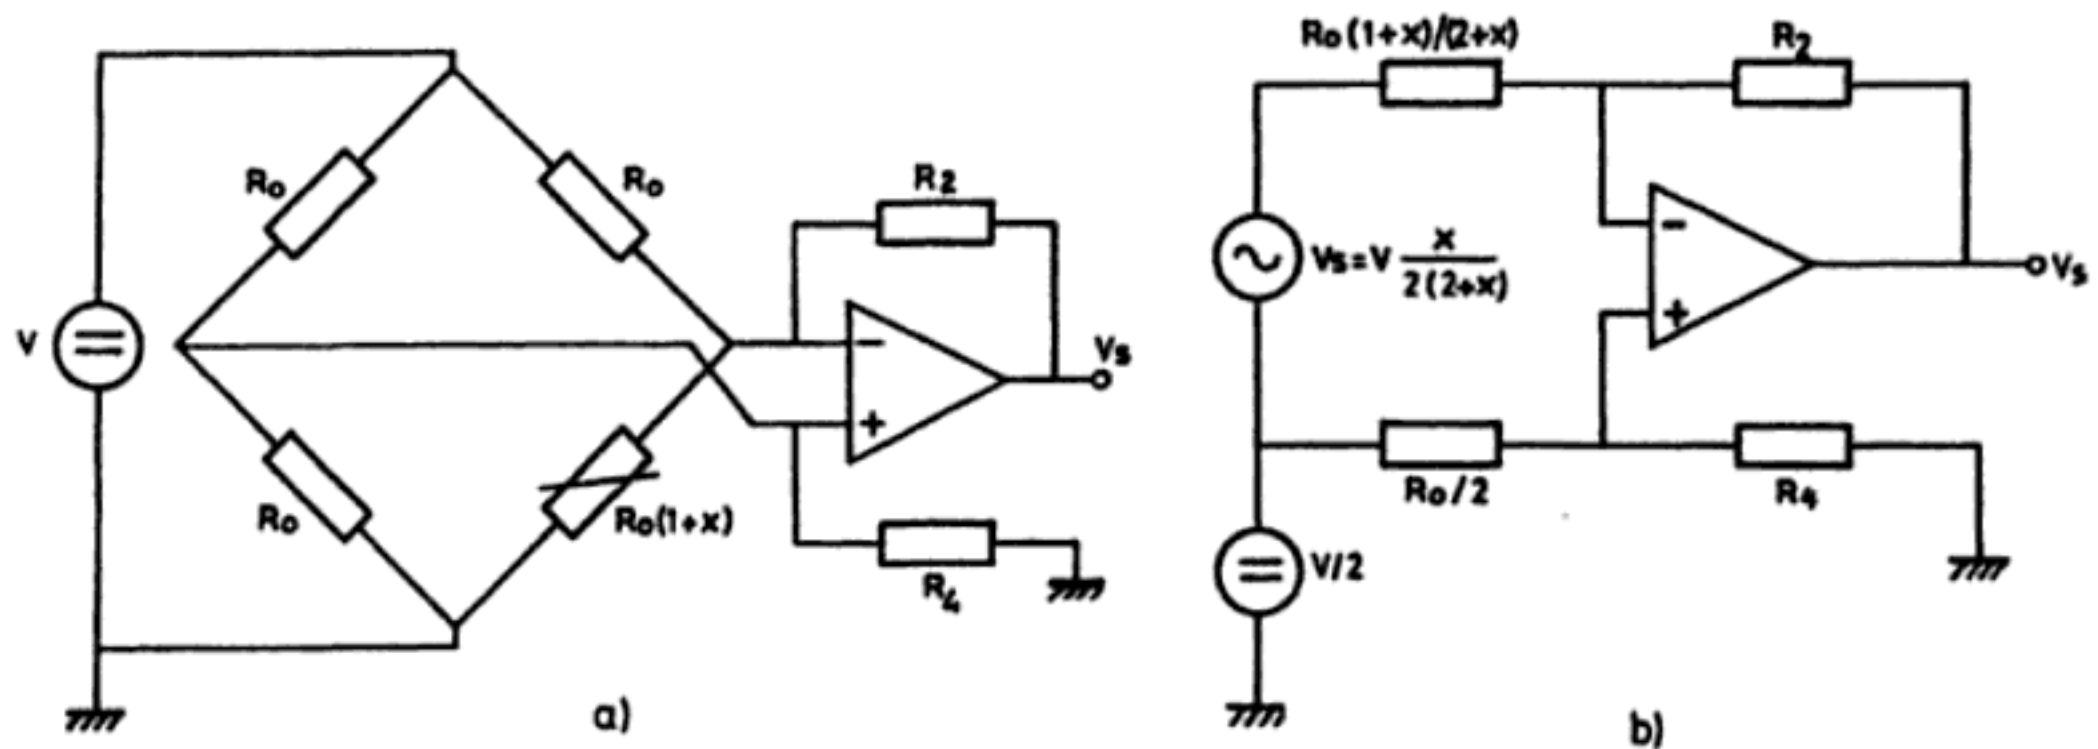 Ro
Ro
R2
V
Vs
Ro
Ro(1+x)
R4
a)
Ro(1+x)/(2+x)
R2
Vs=V x/2(2+x)
Vs
Ro/2
R4
V/2
b)
-
+
-
+